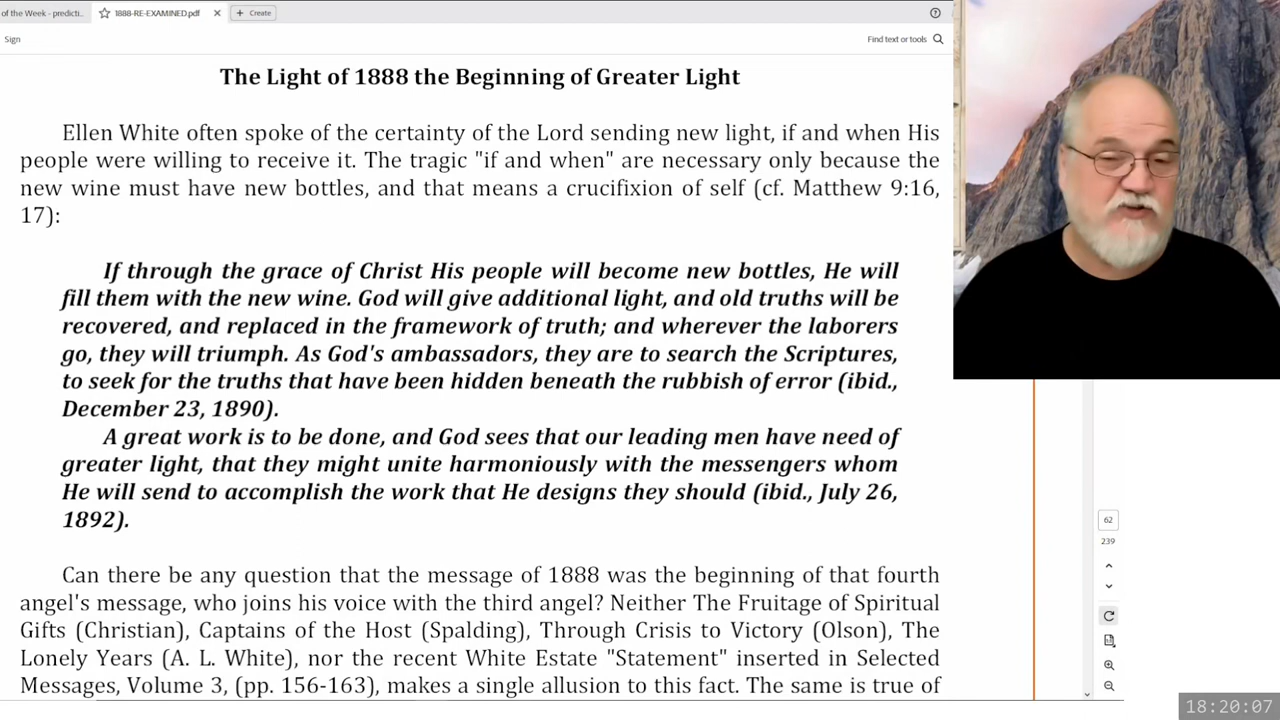 of the Week - predicti...
1888-RE-EXAMINED.pdf
+ Create
Sign
Find text or tools
The Light of 1888 the Beginning of Greater Light
Ellen White often spoke of the certainty of the Lord sending new light, if and when His
people were willing to receive it. The tragic "if and when" are necessary only because the
new wine must have new bottles, and that means a crucifixion of self (cf. Matthew 9:16,
17):
If through the grace of Christ His people will become new bottles, He will
fill them with the new wine. God will give additional light, and old truths will be
recovered, and replaced in the framework of truth; and wherever the laborers
go, they will triumph. As God's ambassadors, they are to search the Scriptures,
to seek for the truths that have been hidden beneath the rubbish of error (ibid.,
December 23, 1890).
A great work is to be done, and God sees that our leading men have need of
greater light, that they might unite harmoniously with the messengers whom
He will send to accomplish the work that He designs they should (ibid., July 26,
1892).
Can there be any question that the message of 1888 was the beginning of that fourth
angel's message, who joins his voice with the third angel? Neither The Fruitage of Spiritual
Gifts (Christian), Captains of the Host (Spalding), Through Crisis to Victory (Olson), The
Lonely Years (A. L. White), nor the recent White Estate "Statement" inserted in Selected
Messages, Volume 3, (pp. 156-163), makes a single allusion to this fact. The same is true of
62
239
18:20:07